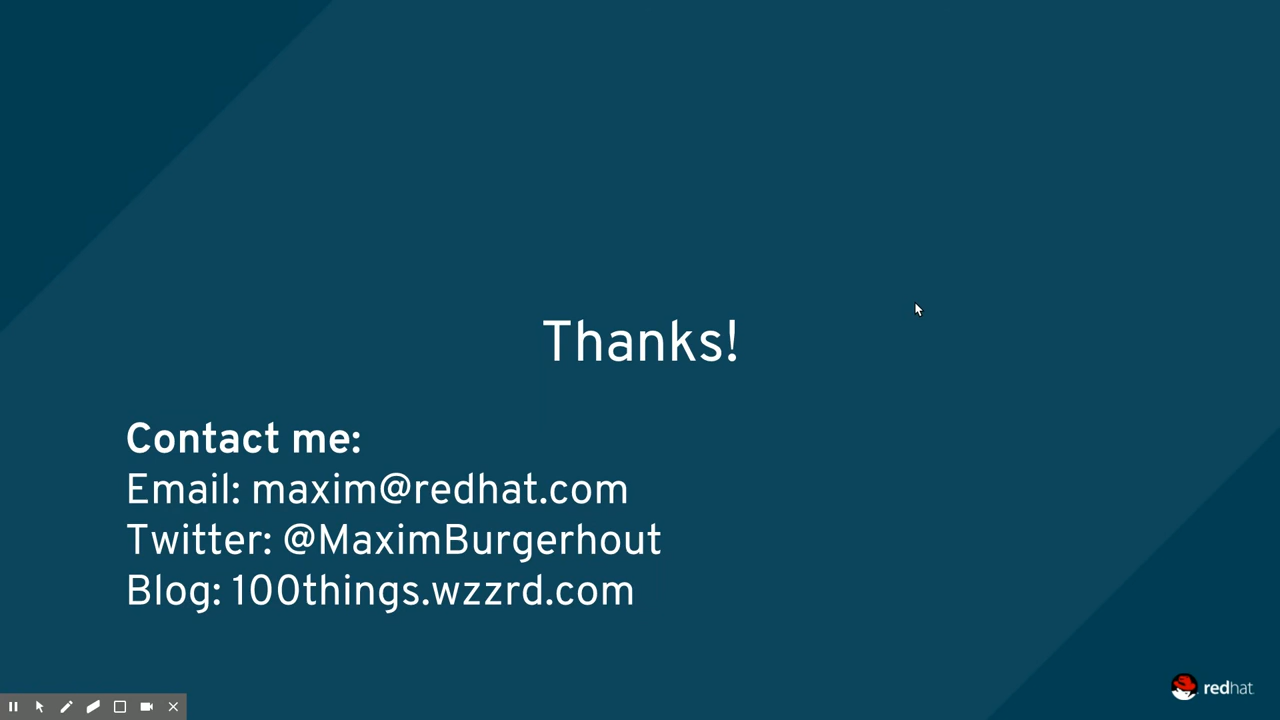 Thanks!
Contact me:
Email: maxim@redhat.com
Twitter: @MaximBurgerhout
Blog: 100things.wzzrd.com
redhat